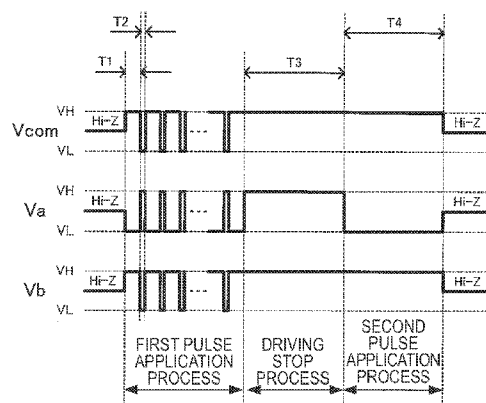 T2
T4
T1
T3
VH
Hi-Z
Vcom
Hi-Z
VL
VH
Hi-Z
Va
Hi-Z
VL
VH
Hi-Z
Vb
Hi-Z
VL
FIRST PULSE
APPLICATION
PROCESS
DRIVING
STOP
PROCESS
SECOND
PULSE
APPLICATION
PROCESS